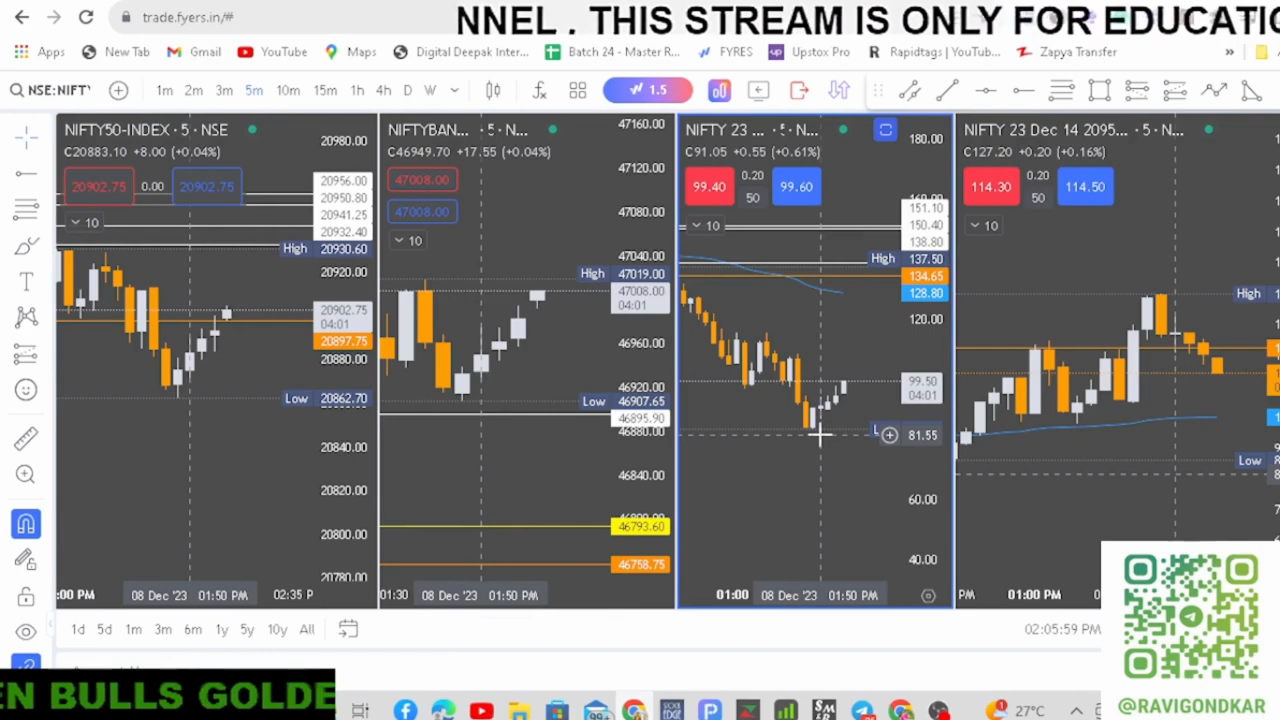 trade.fyers.in/#
NNEL . THIS STREAM IS ONLY FOR EDUCATIO
Apps New Tab Gmail YouTube Maps Digital Deepak Inter... Batch 24 - Master R... FYRES Upstox Pro Rapidtags | YouTub... Zapya Transfer »
NSE:NIFTY 1m 2m 3m 5m 10m 15m 1h 4h D W 1.5
NIFTY50-INDEX · 5 · NSE
C20883.10 +8.00 (+0.04%)
20902.75 0.00 20902.75
10
20980.00
20956.00
20950.80
20941.25
20932.40
High 20930.60
20920.00
20902.75
04:01
20897.75
20880.00
Low 20862.70
20840.00
20820.00
20800.00
20780.00
:00 PM 08 Dec '23 01:50 PM 02:35 P
NIFTYBAN... · 5 · N...
C46949.70 +17.55 (+0.04%)
47008.00
47008.00
10
47160.00
47120.00
47080.00
47040.00
High 47019.00
47008.00
04:01
46960.00
46920.00
Low 46907.65
46895.90
46880.00
46840.00
46793.60
46758.75
01:30 08 Dec '23 01:50 PM
NIFTY 23 ... · 5 · N...
C91.05 +0.55 (+0.61%)
99.40 0.20 99.60
50
10
180.00
160.00
151.10
150.40
138.80
High 137.50
134.65
128.80
120.00
99.50
04:01
L 81.55
60.00
40.00
01:00 08 Dec '23 01:50 PM
NIFTY 23 Dec 14 2095... · 5 · N...
C127.20 +0.20 (+0.16%)
114.30 0.20 114.50
50
10
High
Low
PM 01:00 PM
1d 5d 1m 3m 6m 1y 5y 10y All
02:05:59 PM
EN BULLS GOLDE
99+
27°C
@RAVIGONDKAR